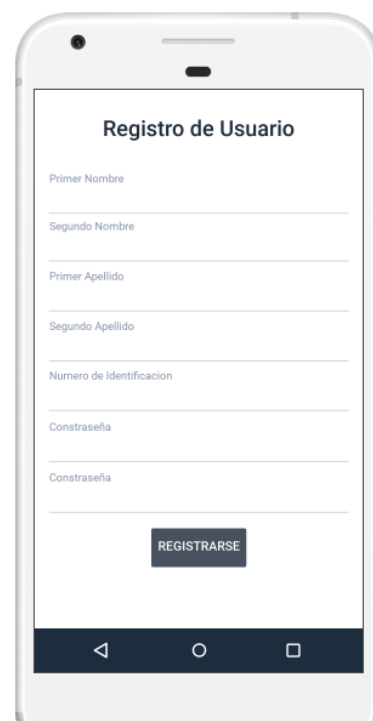 Registro de Usuario
Primer Nombre
Segundo Nombre
Primer Apellido
Segundo Apellido
Numero de Identificacion
Constraseña
Constraseña
REGISTRARSE